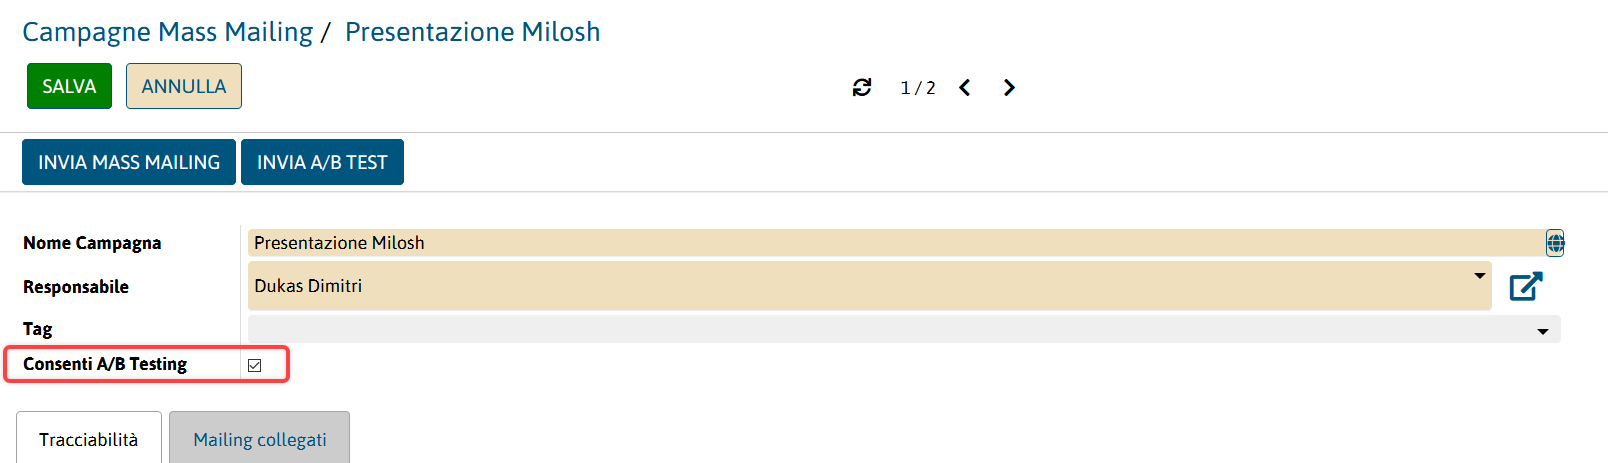 Campagne Mass Mailing / Presentazione Milosh
SALVA ANNULLA 1 / 2
INVIA MASS MAILING INVIA A/B TEST
Nome Campagna Presentazione Milosh
Responsabile Dukas Dimitri
Tag
Consenti A/B Testing
Tracciabilità Mailing collegati